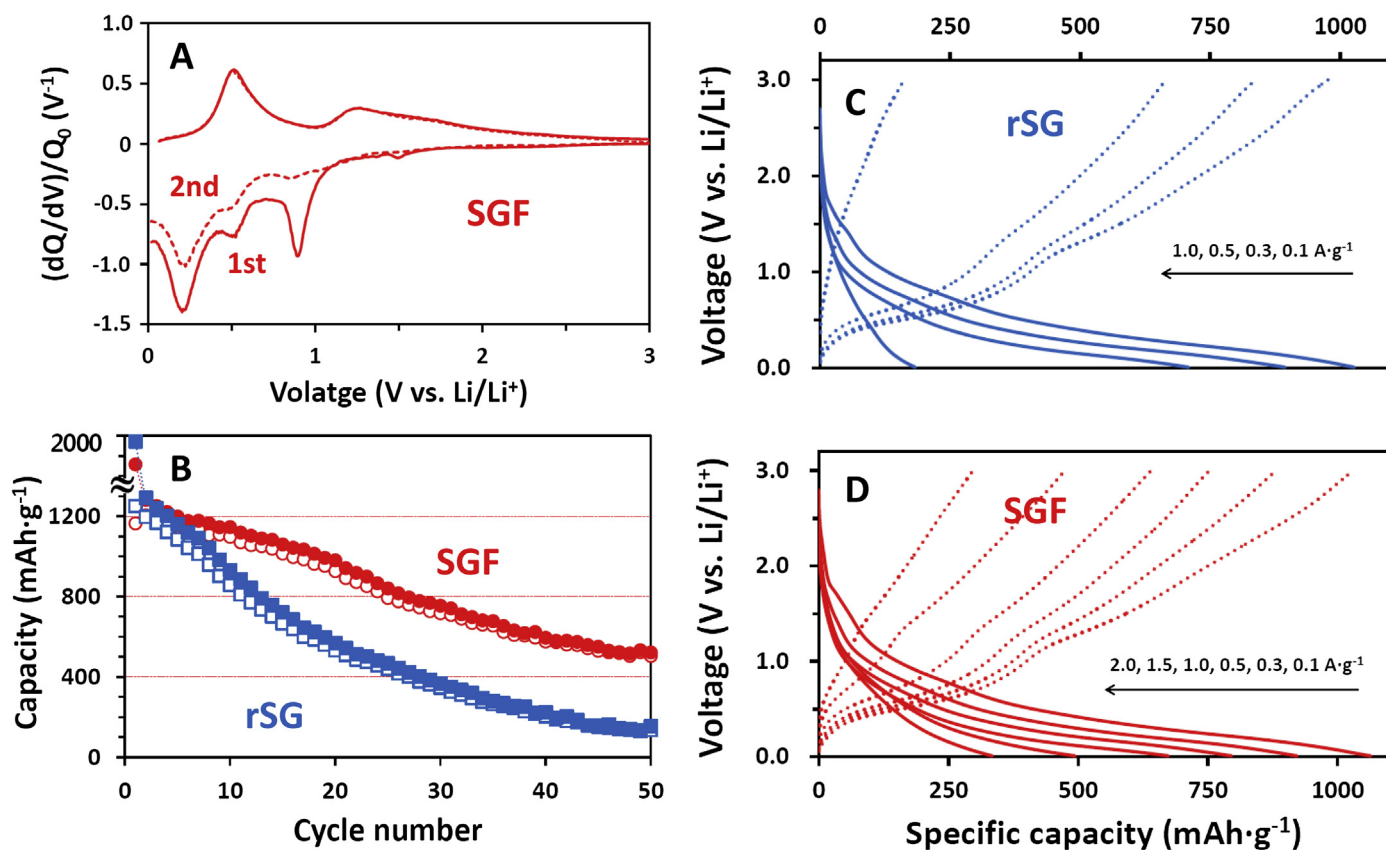 A
(dQ/dV)/Q₀ (V⁻¹)
1.0
0.5
0
-0.5
-1.0
-1.5
2nd
1st
SGF
0 1 2 3
Volatge (V vs. Li/Li⁺)
B
Capacity (mAh·g⁻¹)
2000
1200
800
400
0
SGF
rSG
0 10 20 30 40 50
Cycle number
0 250 500 750 1000
C
Voltage (V vs. Li/Li⁺)
3.0
2.0
1.0
0.0
rSG
1.0, 0.5, 0.3, 0.1 A·g⁻¹
D
Voltage (V vs. Li/Li⁺)
3.0
2.0
1.0
0.0
SGF
2.0, 1.5, 1.0, 0.5, 0.3, 0.1 A·g⁻¹
0 250 500 750 1000
Specific capacity (mAh·g⁻¹)